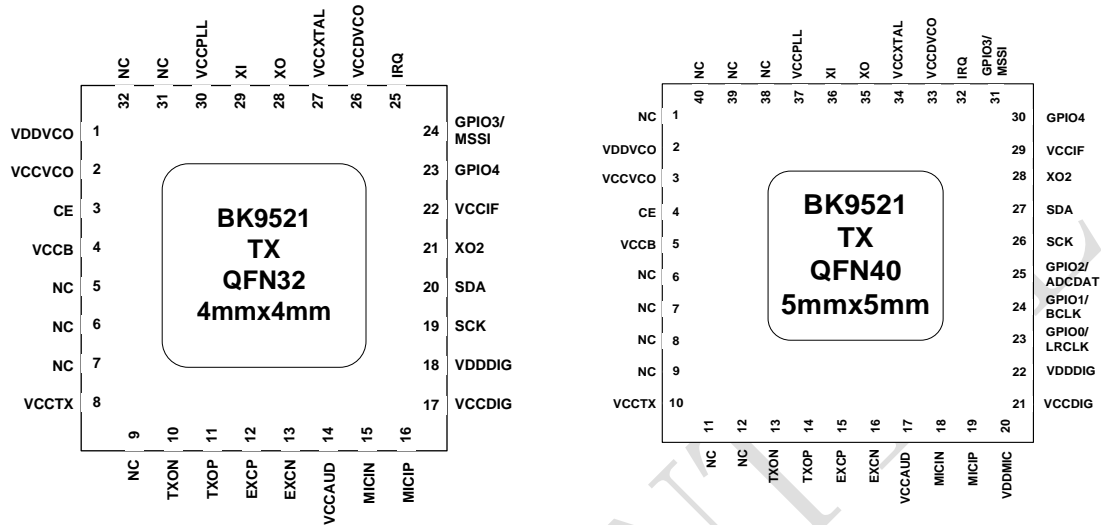 32 NC
31 NC
30 VCCPLL
29 XI
28 XO
27 VCCXTAL
26 VCCDVCO
25 IRQ
VDDVCO 1
VCCVCO 2
CE 3
VCCB 4
NC 5
NC 6
NC 7
VCCTX 8
BK9521
TX
QFN32
4mmx4mm
24 GPIO3/
MSSI
23 GPIO4
22 VCCIF
21 XO2
20 SDA
19 SCK
18 VDDDIG
17 VCCDIG
9 NC
10 TXON
11 TXOP
12 EXCP
13 EXCN
14 VCCAUD
15 MICIN
16 MICIP
40 NC
39 NC
38 NC
37 VCCPLL
36 XI
35 XO
34 VCCXTAL
33 VCCDVCO
32 IRQ
31 GPIO3/
MSSI
NC 1
VDDVCO 2
VCCVCO 3
CE 4
VCCB 5
NC 6
NC 7
NC 8
NC 9
VCCTX 10
BK9521
TX
QFN40
5mmx5mm
30 GPIO4
29 VCCIF
28 XO2
27 SDA
26 SCK
25 GPIO2/
ADCDAT
24 GPIO1/
BCLK
23 GPIO0/
LRCLK
22 VDDDIG
21 VCCDIG
11 NC
12 NC
13 TXON
14 TXOP
15 EXCP
16 EXCN
17 VCCAUD
18 MICIN
19 MICIP
20 VDDMIC